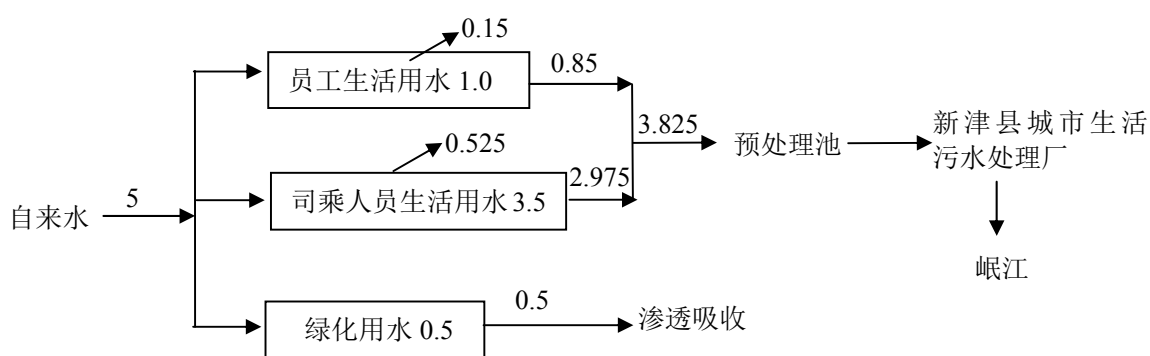 0.15
员工生活用水 1.0
0.85
3.825
新津县城市生活
污水处理厂
预处理池
0.525
司乘人员生活用水 3.5
2.975
自来水
5
岷江
绿化用水 0.5
0.5
渗透吸收